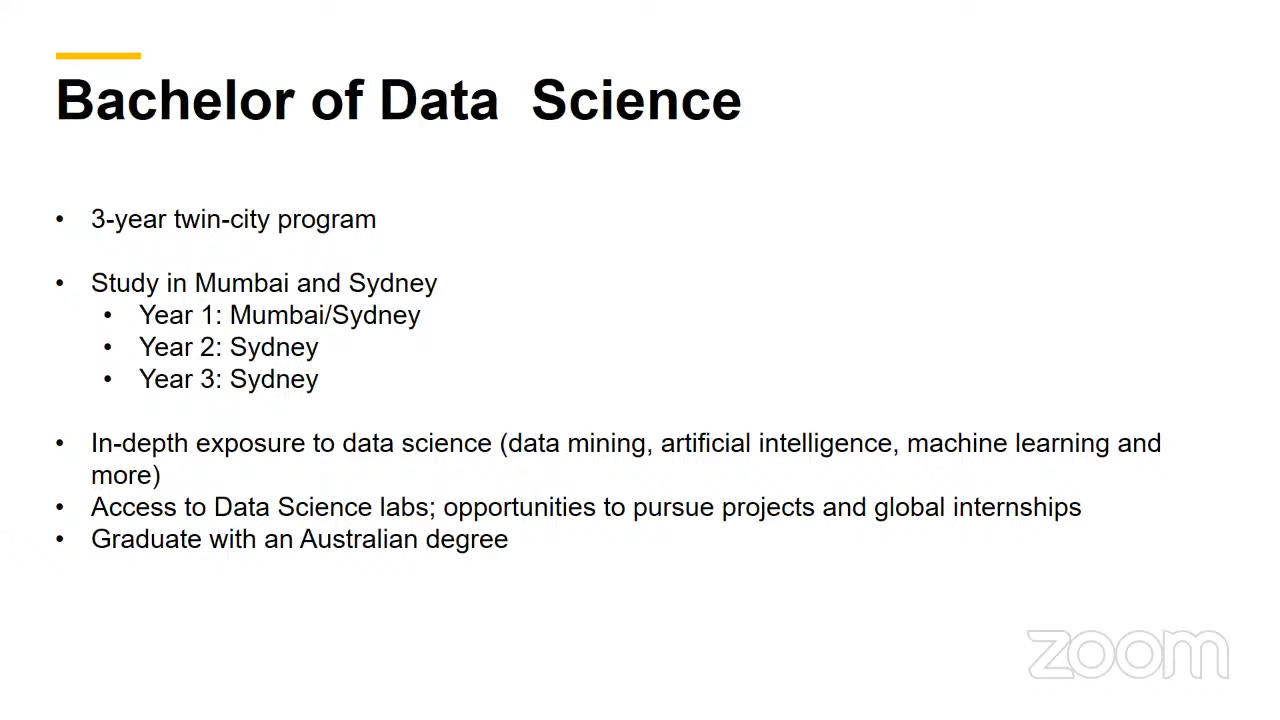 Bachelor of Data  Science
• 3-year twin-city program
• Study in Mumbai and Sydney
• Year 1: Mumbai/Sydney
• Year 2: Sydney
• Year 3: Sydney
• In-depth exposure to data science (data mining, artificial intelligence, machine learning and
more)
• Access to Data Science labs; opportunities to pursue projects and global internships
• Graduate with an Australian degree
zoom